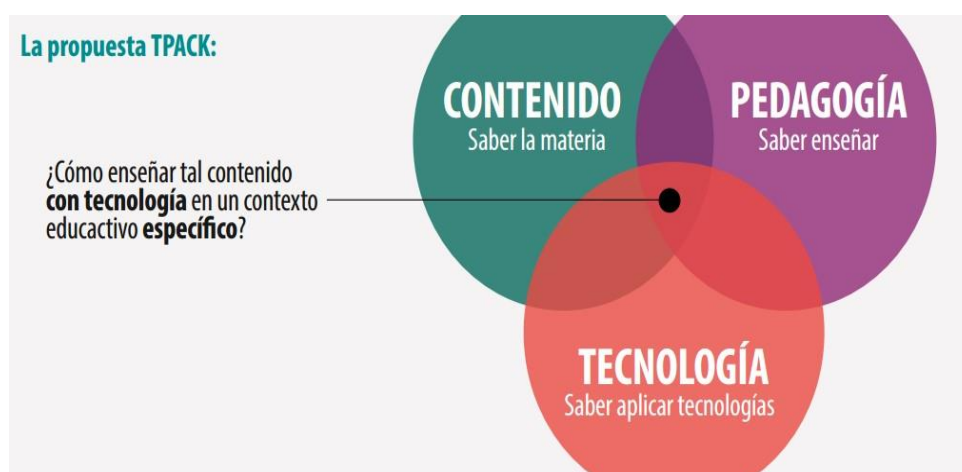 La propuesta TPACK:
CONTENIDO
Saber la materia
PEDAGOGÍA
Saber enseñar
¿Cómo enseñar tal contenido
con tecnología en un contexto
educactivo específico?
TECNOLOGÍA
Saber aplicar tecnologías